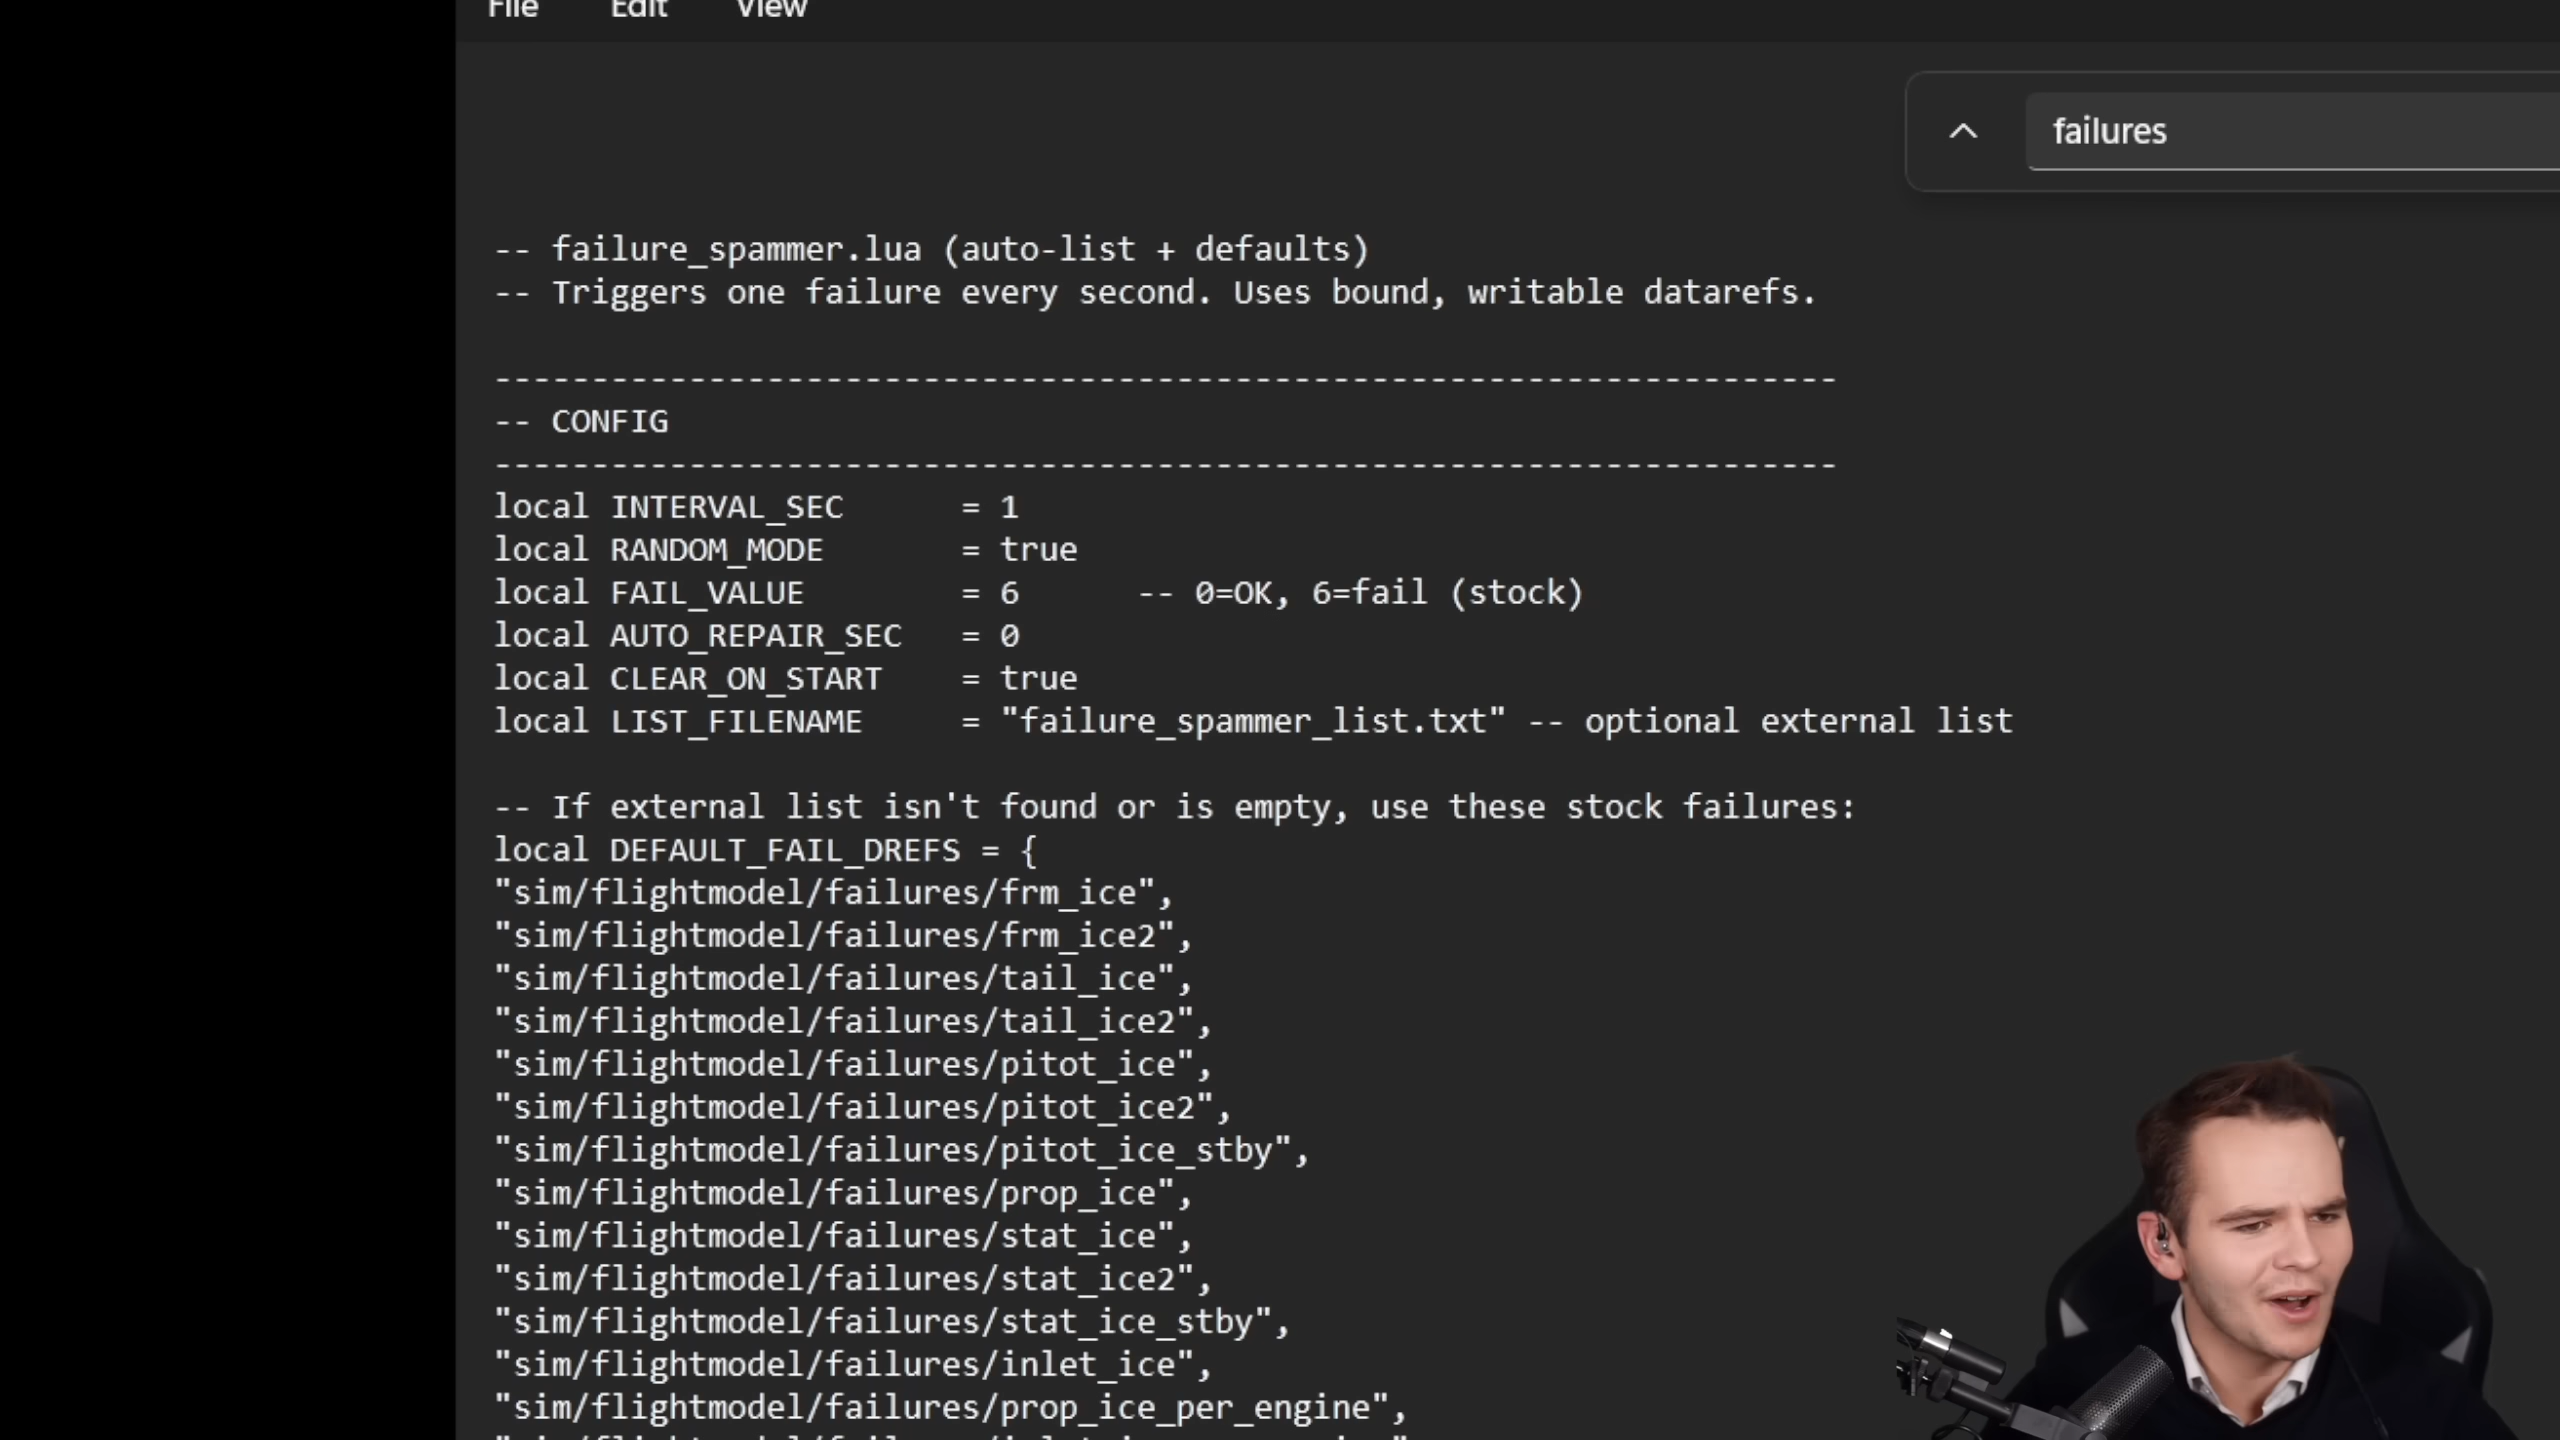 File Edit View
failures
-- failure_spammer.lua (auto-list + defaults)
-- Triggers one failure every second. Uses bound, writable datarefs.
---------------------------------------------------------------------
-- CONFIG
---------------------------------------------------------------------
local INTERVAL_SEC = 1
local RANDOM_MODE = true
local FAIL_VALUE = 6 -- 0=OK, 6=fail (stock)
local AUTO_REPAIR_SEC = 0
local CLEAR_ON_START = true
local LIST_FILENAME = "failure_spammer_list.txt" -- optional external list
-- If external list isn't found or is empty, use these stock failures:
local DEFAULT_FAIL_DREFS = {
"sim/flightmodel/failures/frm_ice",
"sim/flightmodel/failures/frm_ice2",
"sim/flightmodel/failures/tail_ice",
"sim/flightmodel/failures/tail_ice2",
"sim/flightmodel/failures/pitot_ice",
"sim/flightmodel/failures/pitot_ice2",
"sim/flightmodel/failures/pitot_ice_stby",
"sim/flightmodel/failures/prop_ice",
"sim/flightmodel/failures/stat_ice",
"sim/flightmodel/failures/stat_ice2",
"sim/flightmodel/failures/stat_ice_stby",
"sim/flightmodel/failures/inlet_ice",
"sim/flightmodel/failures/prop_ice_per_engine",